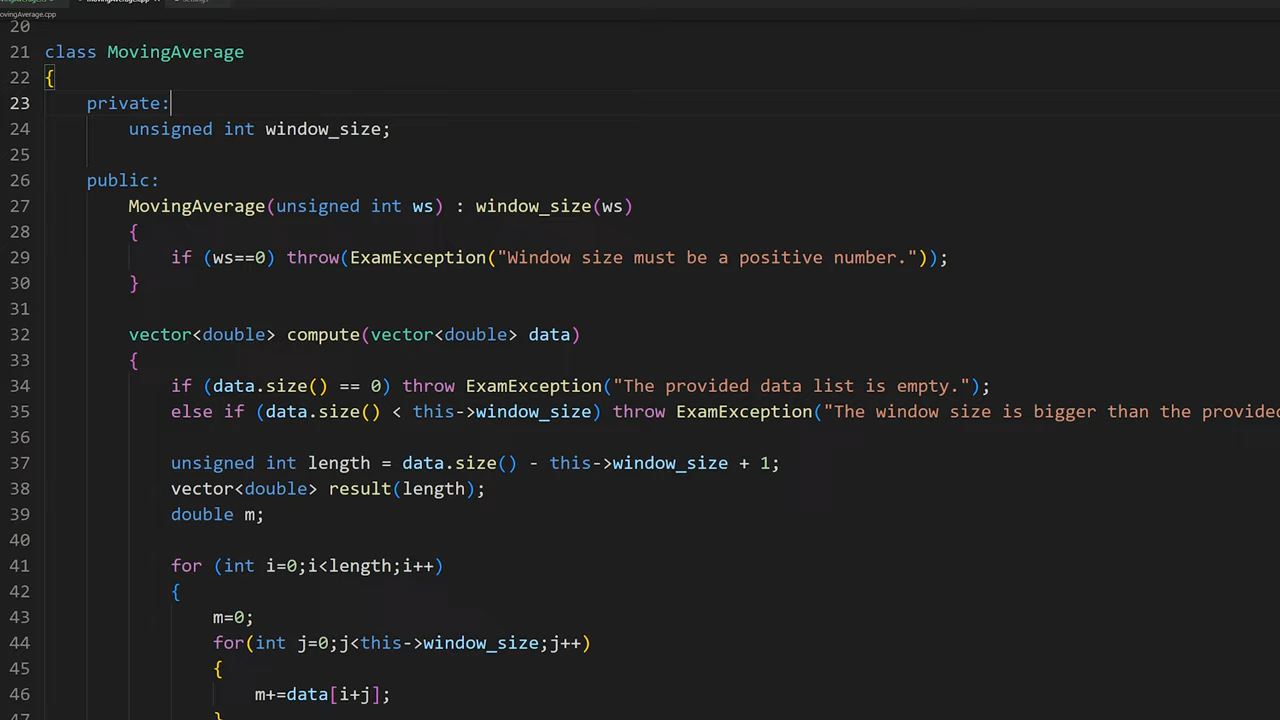 movingAverage.cpp
20
21 class MovingAverage
22 {
23 private:
24 unsigned int window_size;
25
26 public:
27 MovingAverage(unsigned int ws) : window_size(ws)
28 {
29 if (ws==0) throw(ExamException("Window size must be a positive number."));
30 }
31
32 vector<double> compute(vector<double> data)
33 {
34 if (data.size() == 0) throw ExamException("The provided data list is empty.");
35 else if (data.size() < this->window_size) throw ExamException("The window size is bigger than the provided
36
37 unsigned int length = data.size() - this->window_size + 1;
38 vector<double> result(length);
39 double m;
40
41 for (int i=0;i<length;i++)
42 {
43 m=0;
44 for(int j=0;j<this->window_size;j++)
45 {
46 m+=data[i+j];
47 }